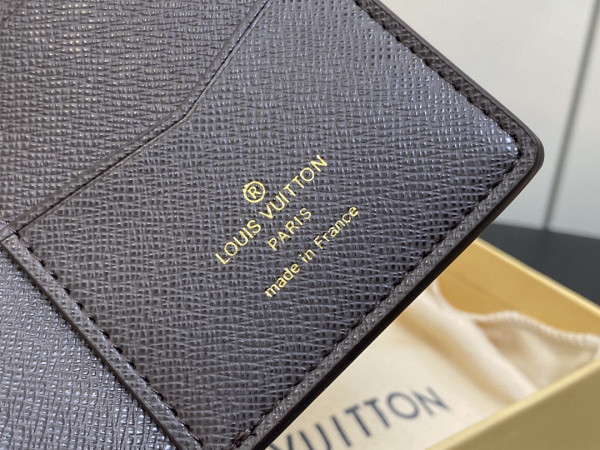 ®
LOUIS VUITTON
PARIS
made in France
VUITTON